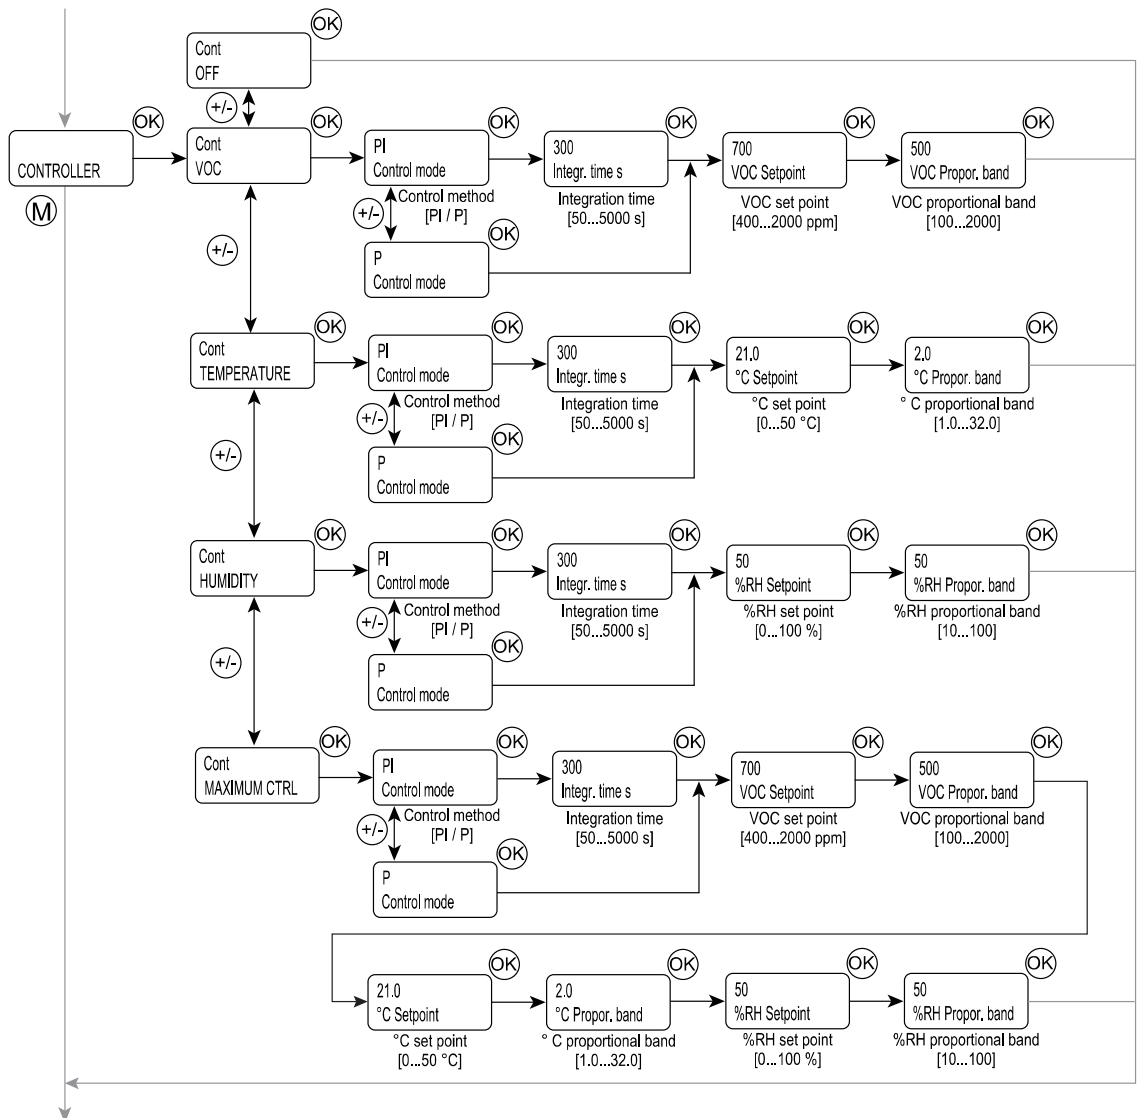 OK
Cont
OFF
+/-
OK
OK
OK
OK
OK
OK
CONTROLLER
Cont
VOC
PI
Control mode
300
Integr. time s
700
VOC Setpoint
500
VOC Propor. band
M
Control method
[PI / P]
Integration time
[50...5000 s]
VOC set point
[400...2000 ppm]
VOC proportional band
[100...2000]
+/-
OK
+/-
P
Control mode
OK
OK
OK
OK
OK
Cont
TEMPERATURE
PI
Control mode
300
Integr. time s
21.0
°C Setpoint
2.0
°C Propor. band
Control method
[PI / P]
Integration time
[50...5000 s]
°C set point
[0...50 °C]
° C proportional band
[1.0...32.0]
+/-
OK
+/-
P
Control mode
OK
OK
OK
OK
OK
Cont
HUMIDITY
PI
Control mode
300
Integr. time s
50
%RH Setpoint
50
%RH Propor. band
Control method
[PI / P]
Integration time
[50...5000 s]
%RH set point
[0...100 %]
%RH proportional band
[10...100]
+/-
OK
+/-
P
Control mode
OK
OK
OK
OK
OK
Cont
MAXIMUM CTRL
PI
Control mode
300
Integr. time s
700
VOC Setpoint
500
VOC Propor. band
Control method
[PI / P]
Integration time
[50...5000 s]
VOC set point
[400...2000 ppm]
VOC proportional band
[100...2000]
+/-
OK
P
Control mode
OK
OK
OK
OK
21.0
°C Setpoint
2.0
°C Propor. band
50
%RH Setpoint
50
%RH Propor. band
°C set point
[0...50 °C]
° C proportional band
[1.0...32.0]
%RH set point
[0...100 %]
%RH proportional band
[10...100]